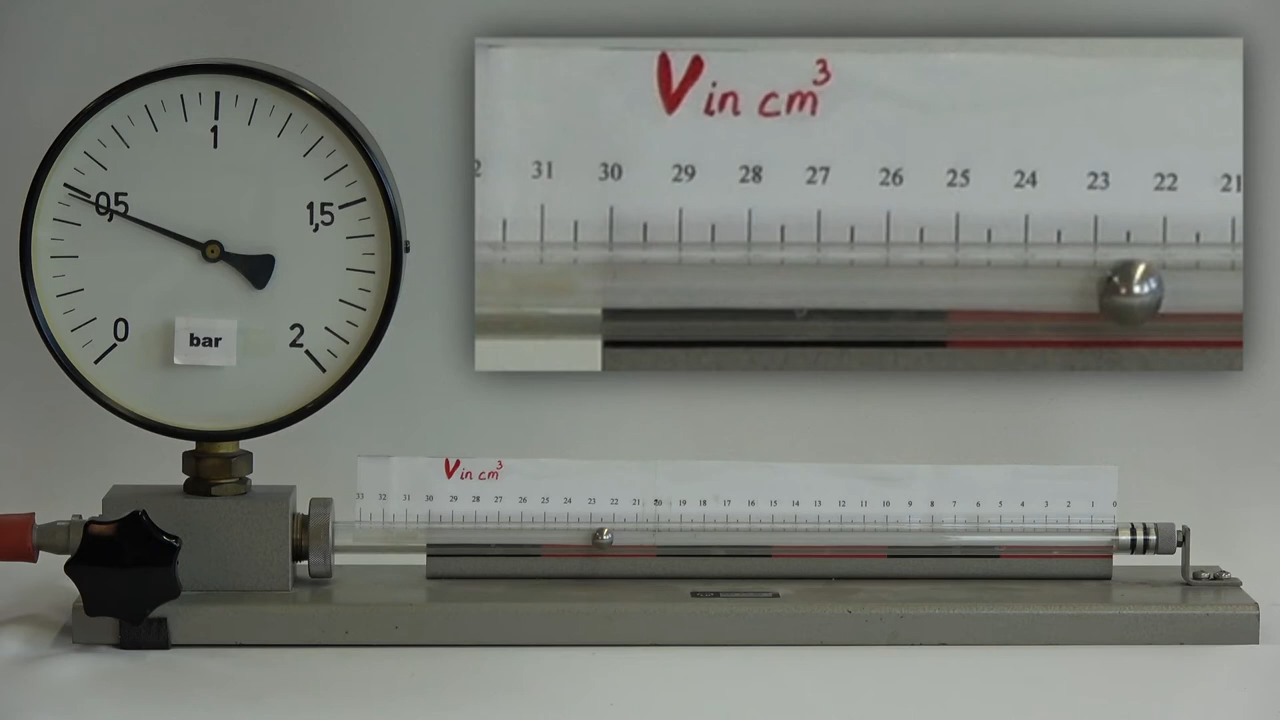 V in cm³
2 31 30 29 28 27 26 25 24 23 22 21
1
0,5
1,5
0
2
bar
V in cm³
33 32 31 30 29 28 27 26 25 24 23 22 21 20 19 18 17 16 15 14 13 12 11 10 9 8 7 6 5 4 3 2 1 0